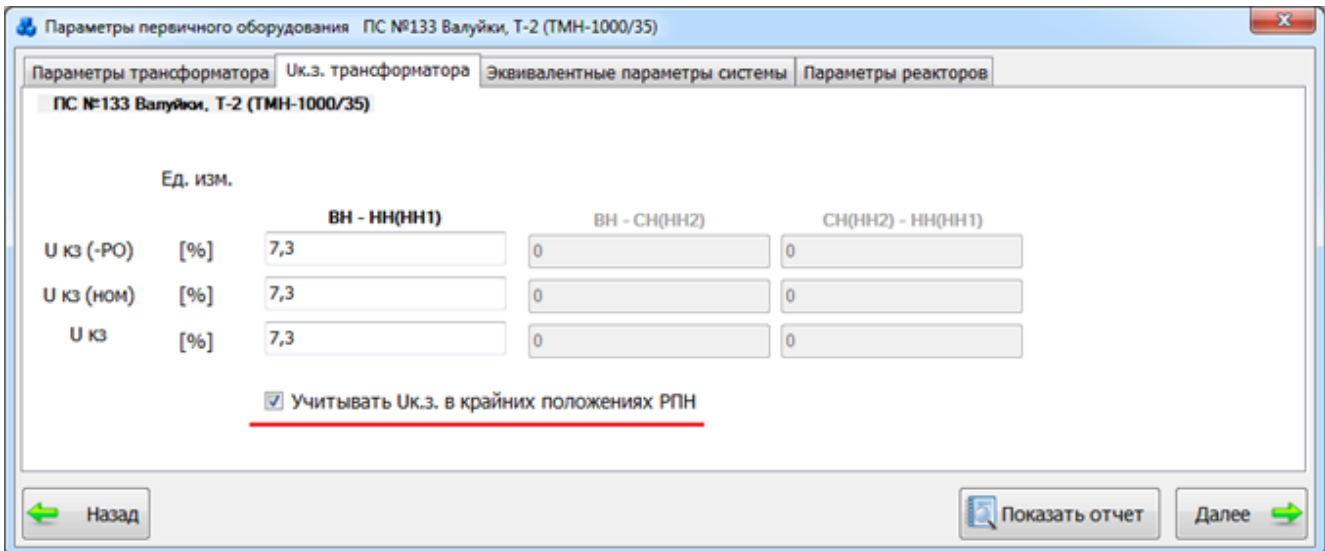 Параметры первичного оборудования ПС №133 Валуйки, Т-2 (ТМН-1000/35)
Параметры трансформатора Uк.з. трансформатора Эквивалентные параметры системы Параметры реакторов
ПС №133 Валуйки, Т-2 (ТМН-1000/35)
Ед. изм.
ВН - НН(НН1) ВН - СН(НН2) СН(НН2) - НН(НН1)
U кз (-РО) [%] 7,3 0 0
U кз (ном) [%] 7,3 0 0
U кз [%] 7,3 0 0
Учитывать Uк.з. в крайних положениях РПН
Назад Показать отчет Далее